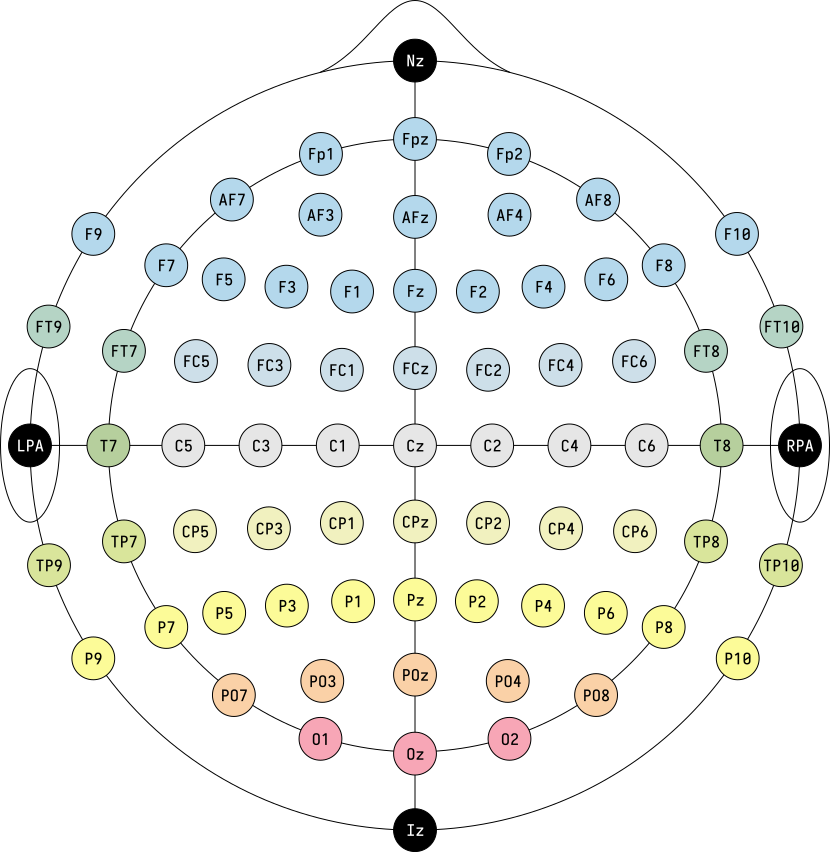 Nz
Fp1 Fpz Fp2
AF7 AF3 AFz AF4 AF8
F9 F10
F7 F5 F3 F1 Fz F2 F4 F6 F8
FT9 FT10
FT7 FC5 FC3 FC1 FCz FC2 FC4 FC6 FT8
LPA T7 C5 C3 C1 Cz C2 C4 C6 T8 RPA
TP7 CP5 CP3 CP1 CPz CP2 CP4 CP6 TP8
TP9 TP10
P7 P5 P3 P1 Pz P2 P4 P6 P8
P9 P10
PO7 PO3 POz PO4 PO8
O1 Oz O2
Iz